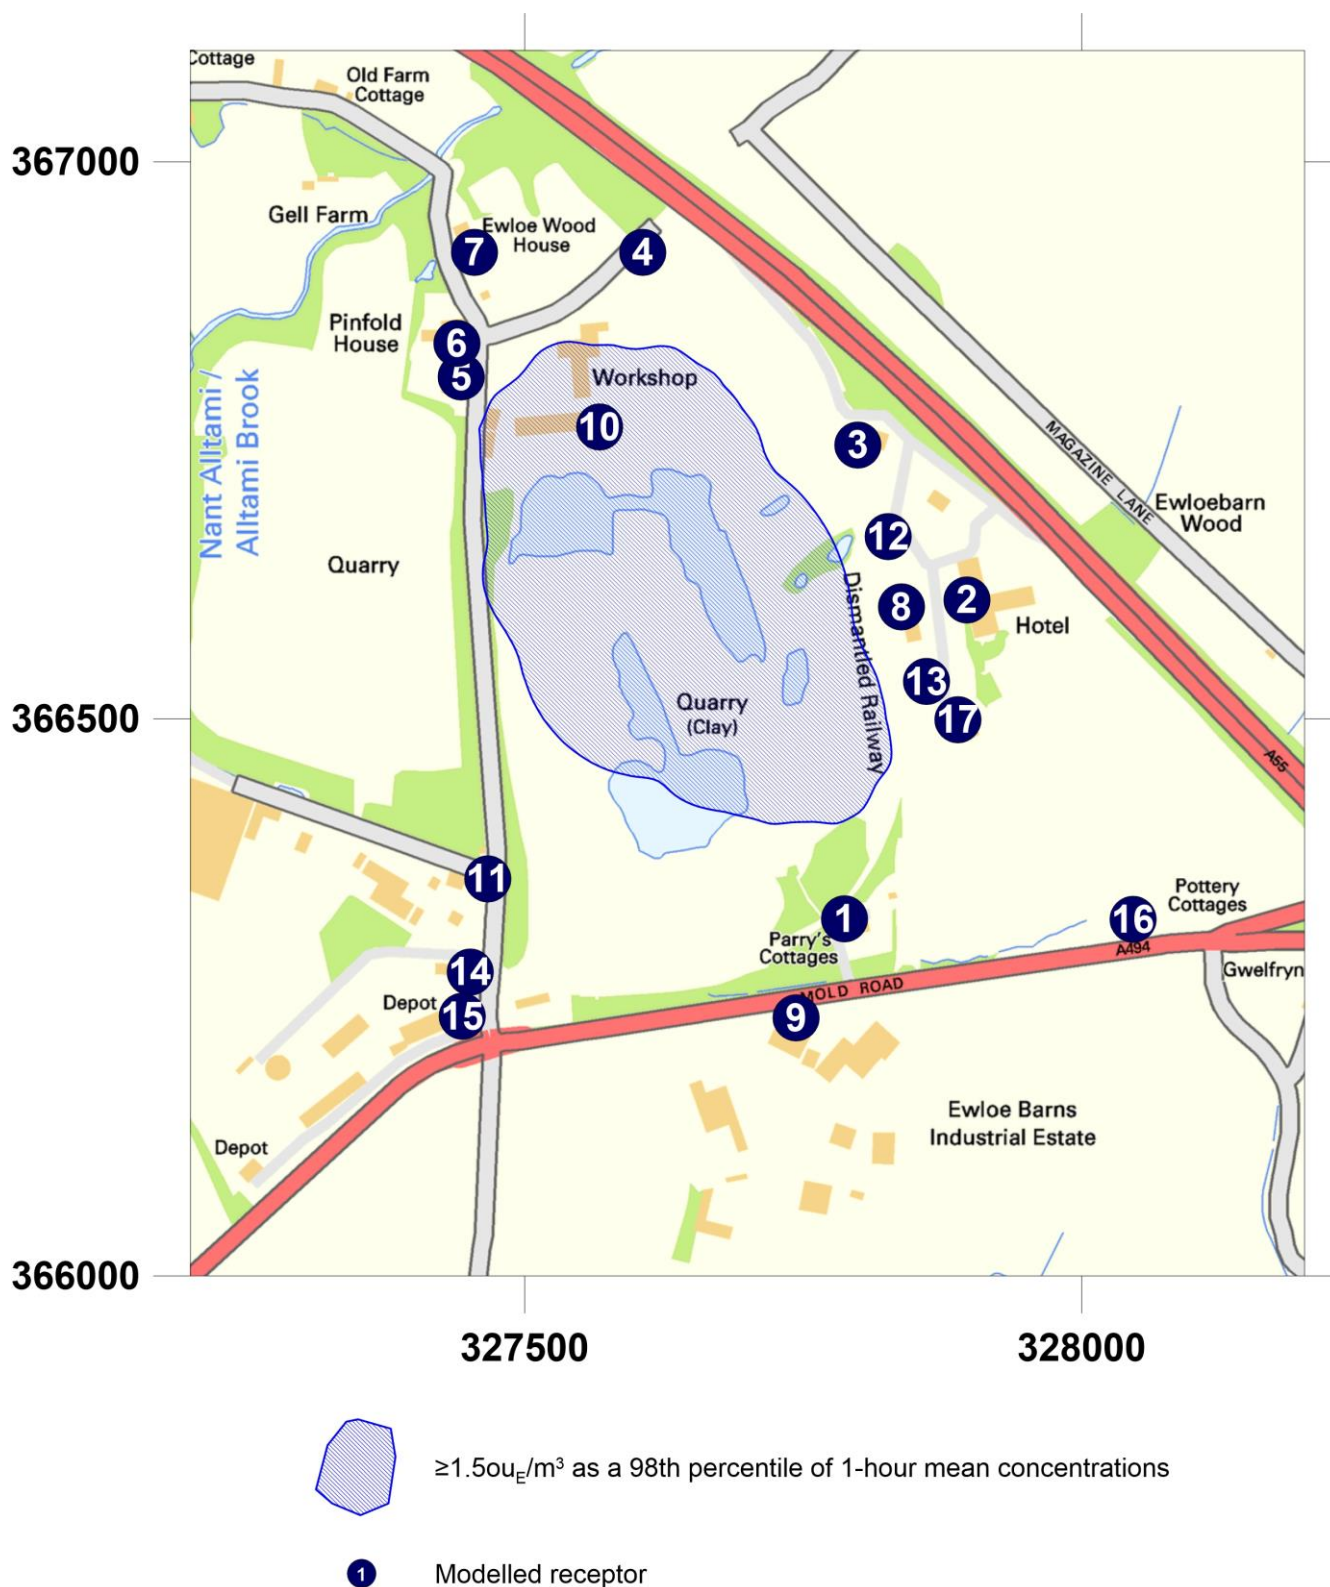 Cottage
Old Farm
Cottage
367000
Gell Farm
Ewloe Wood
House
7
4
Pinfold
House
6
5
Workshop
Nant Alltami /
Alltami Brook
10
3
MAGAZINE LANE
Ewloebarn
Wood
12
Quarry
Dismantled Railway
8
2
Hotel
13
366500
Quarry
(Clay)
17
A55
11
Pottery
Cottages
1
16
Parry's
Cottages
A494
14
Gwelfryn
Depot
MOLD ROAD
15
9
Ewloe Barns
Industrial Estate
Depot
366000
327500
328000
≥1.5ouE/m³ as a 98th percentile of 1-hour mean concentrations
1
Modelled receptor